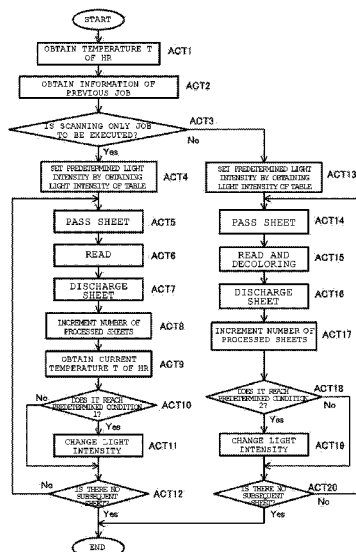 START
OBTAIN TEMPERATURE T
OF HR
ACT1
OBTAIN INFORMATION OF
PREVIOUS JOB
ACT2
IS SCANNING ONLY JOB
TO BE EXECUTED?
ACT3
Yes
No
SET PREDETERMINED LIGHT
INTENSITY BY OBTAINING
LIGHT INTENSITY OF TABLE
ACT4
PASS SHEET
ACT5
READ
ACT6
DISCHARGE
SHEET
ACT7
INCREMENT NUMBER OF
PROCESSED SHEETS
ACT8
OBTAIN CURRENT
TEMPERATURE T OF HR
ACT9
DOES IT REACH
PREDETERMINED CONDITION
1?
ACT10
No
Yes
CHANGE LIGHT
INTENSITY
ACT11
IS THERE NO
SUBSEQUENT
SHEET?
ACT12
No
Yes
SET PREDETERMINED LIGHT
INTENSITY BY OBTAINING
LIGHT INTENSITY OF TABLE
ACT13
PASS SHEET
ACT14
READ AND
DECOLORING
ACT15
DISCHARGE
SHEET
ACT16
INCREMENT NUMBER OF
PROCESSED SHEETS
ACT17
DOES IT REACH
PREDETERMINED CONDITION
2?
ACT18
No
Yes
CHANGE LIGHT
INTENSITY
ACT19
IS THERE NO
SUBSEQUENT
SHEET?
ACT20
No
Yes
END